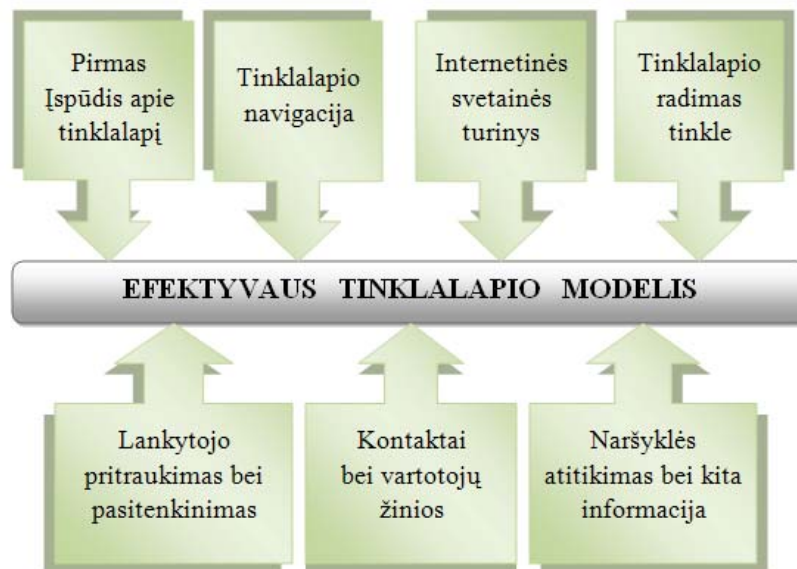 Pirmas
Įspūdis apie
tinklalapį
Tinklalapio
navigacija
Internetinės
svetainės
turinys
Tinklalapio
radimas
tinkle
EFEKTYVAUS TINKLALAPIO MODELIS
Lankytojo
pritraukimas bei
pasitenkinimas
Kontaktai
bei vartotojų
žinios
Naršyklės
atitikimas bei kita
informacija